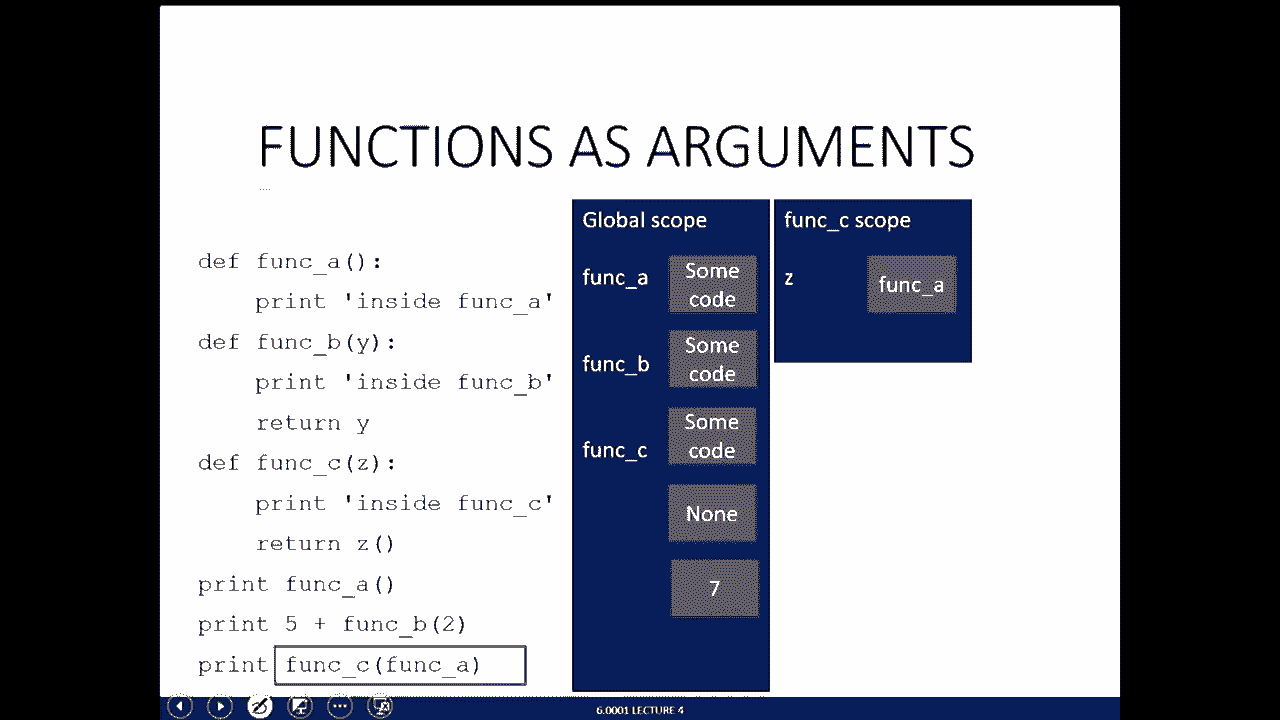 FUNCTIONS AS ARGUMENTS
def func_a():
print 'inside func_a'
def func_b(y):
print 'inside func_b'
return y
def func_c(z):
print 'inside func_c'
return z()
print func_a()
print 5 + func_b(2)
print func_c(func_a)
Global scope
func_a
Some
code
func_b
Some
code
func_c
Some
code
None
7
func_c scope
z
func_a
6.0001 LECTURE 4